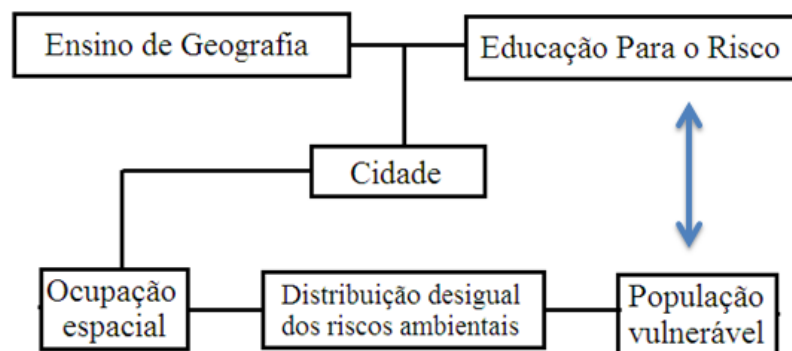 Ensino de Geografia
Educação Para o Risco
Cidade
Ocupação
espacial
Distribuição desigual
dos riscos ambientais
População
vulnerável